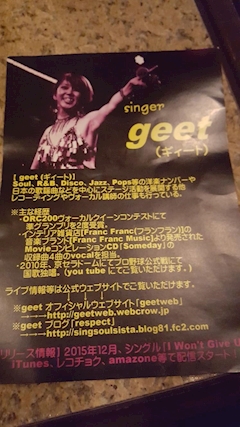 singer
geet
(ギィート)
【 geet (ギィート)】
Soul, R&B, Disco, Jazz, Pops等の洋楽ナンバーや
日本の歌謡曲などを中心にステージ活動を展開する他
レコーディングやヴォーカル講師の仕事も行っている。
※主な経歴
・ORC200ヴォーカルクイーンコンテストにて
準グランプリを2度受賞。
・インテリア雑貨店【Franc Franc(フランフラン)】の
音楽ブランド【Franc Franc Music】より発売された
MovieコンピレーションCD「Someday」の
収録曲4曲のvocalを担当。
・2010年、京セラドームにてプロ野球公式戦にて
国歌独唱。(you tube にてご覧いただけます。)
ライブ情報等は公式ウェブサイトでご覧いただけます。
※geet オフィシャルウェブサイト「geetweb」
→→→http://geetweb.webcrow.jp
※geet ブログ「respect」
→→→http://singsoulsista.blog81.fc2.com
リリース情報】2015年12月、シングル「I Won't Give U
iTunes、レコチョク、amazone等で配信スタート!